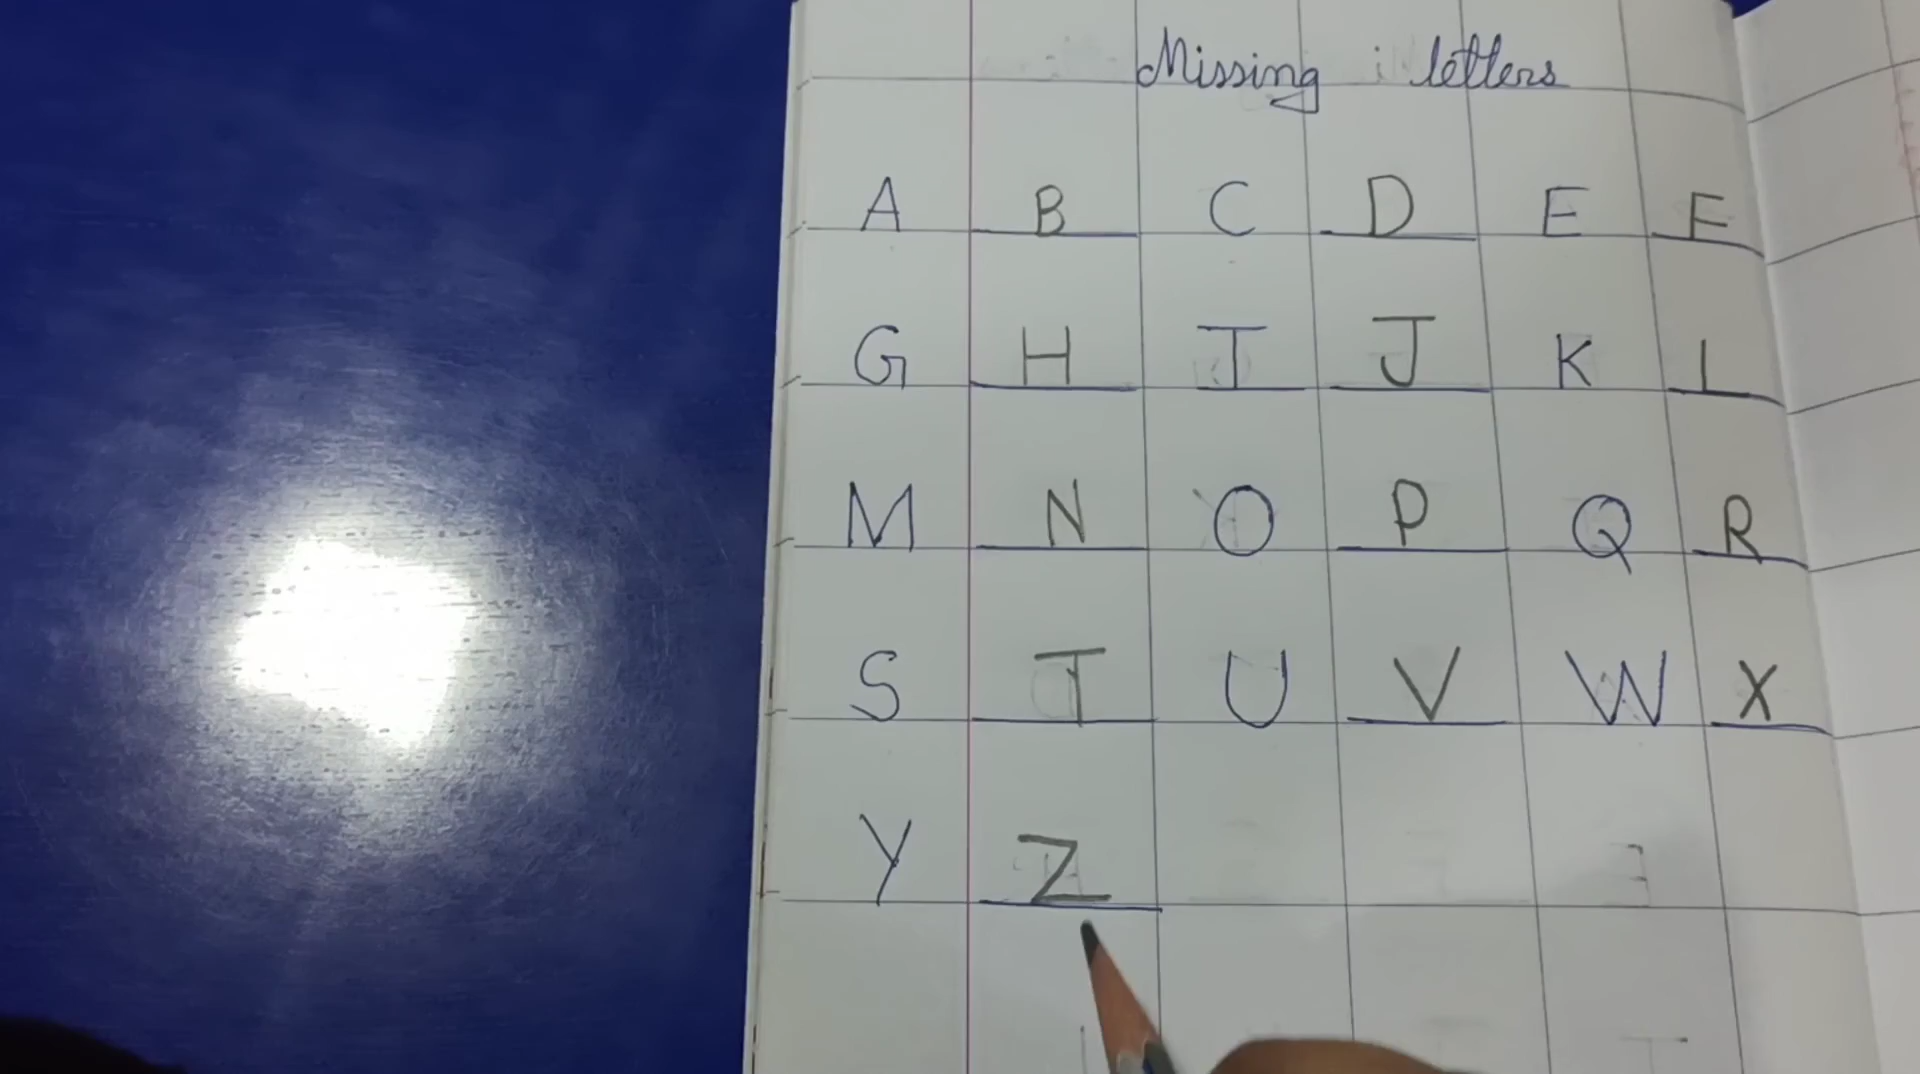 Missing letters
A B C D E F
G H I J K L
M N O P Q R
S T U V W X
Y Z